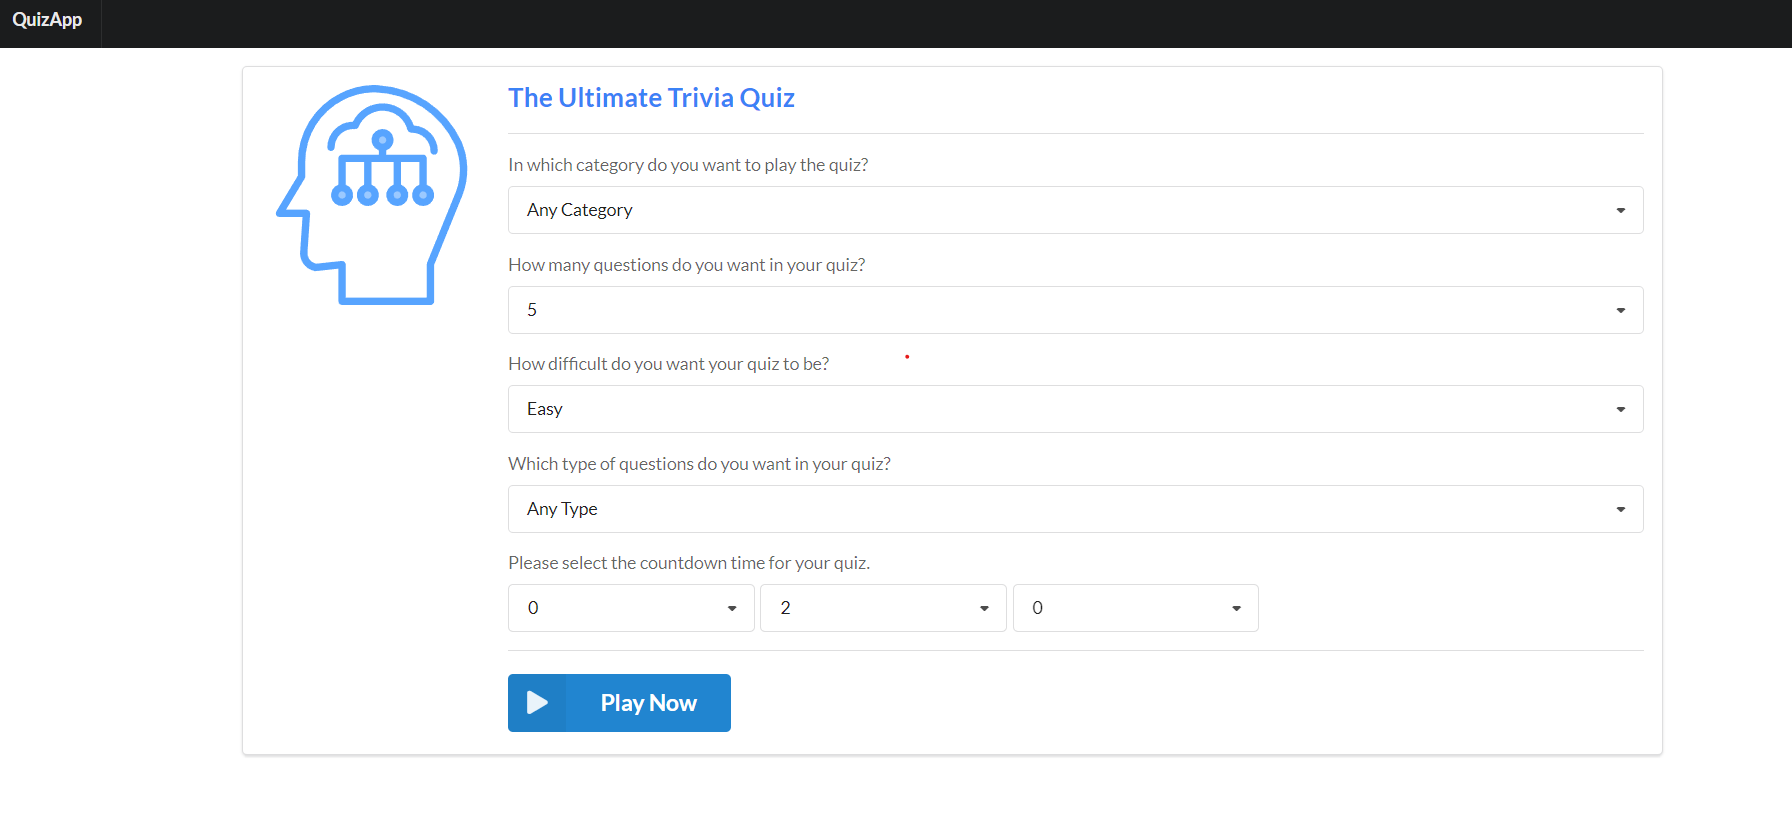 QuizApp
The Ultimate Trivia Quiz
In which category do you want to play the quiz?
Any Category
How many questions do you want in your quiz?
5
How difficult do you want your quiz to be?
Easy
Which type of questions do you want in your quiz?
Any Type
Please select the countdown time for your quiz.
0 2 0
Play Now